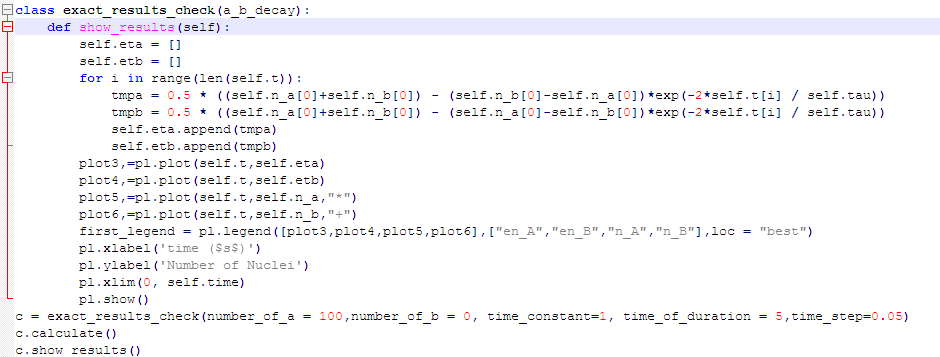 class exact_results_check(a_b_decay):
    def show_results(self):
        self.eta = []
        self.etb = []
        for i in range(len(self.t)):
            tmpa = 0.5 * ((self.n_a[0]+self.n_b[0]) - (self.n_b[0]-self.n_a[0])*exp(-2*self.t[i] / self.tau))
            tmpb = 0.5 * ((self.n_a[0]+self.n_b[0]) - (self.n_a[0]-self.n_b[0])*exp(-2*self.t[i] / self.tau))
            self.eta.append(tmpa)
            self.etb.append(tmpb)
        plot3,=pl.plot(self.t,self.eta)
        plot4,=pl.plot(self.t,self.etb)
        plot5,=pl.plot(self.t,self.n_a,"*")
        plot6,=pl.plot(self.t,self.n_b,"+")
        first_legend = pl.legend([plot3,plot4,plot5,plot6],["en_A","en_B","n_A","n_B"],loc = "best")
        pl.xlabel('time ($s$)')
        pl.ylabel('Number of Nuclei')
        pl.xlim(0, self.time)
        pl.show()
c = exact_results_check(number_of_a = 100,number_of_b = 0, time_constant=1, time_of_duration = 5,time_step=0.05)
c.calculate()
c.show_results()